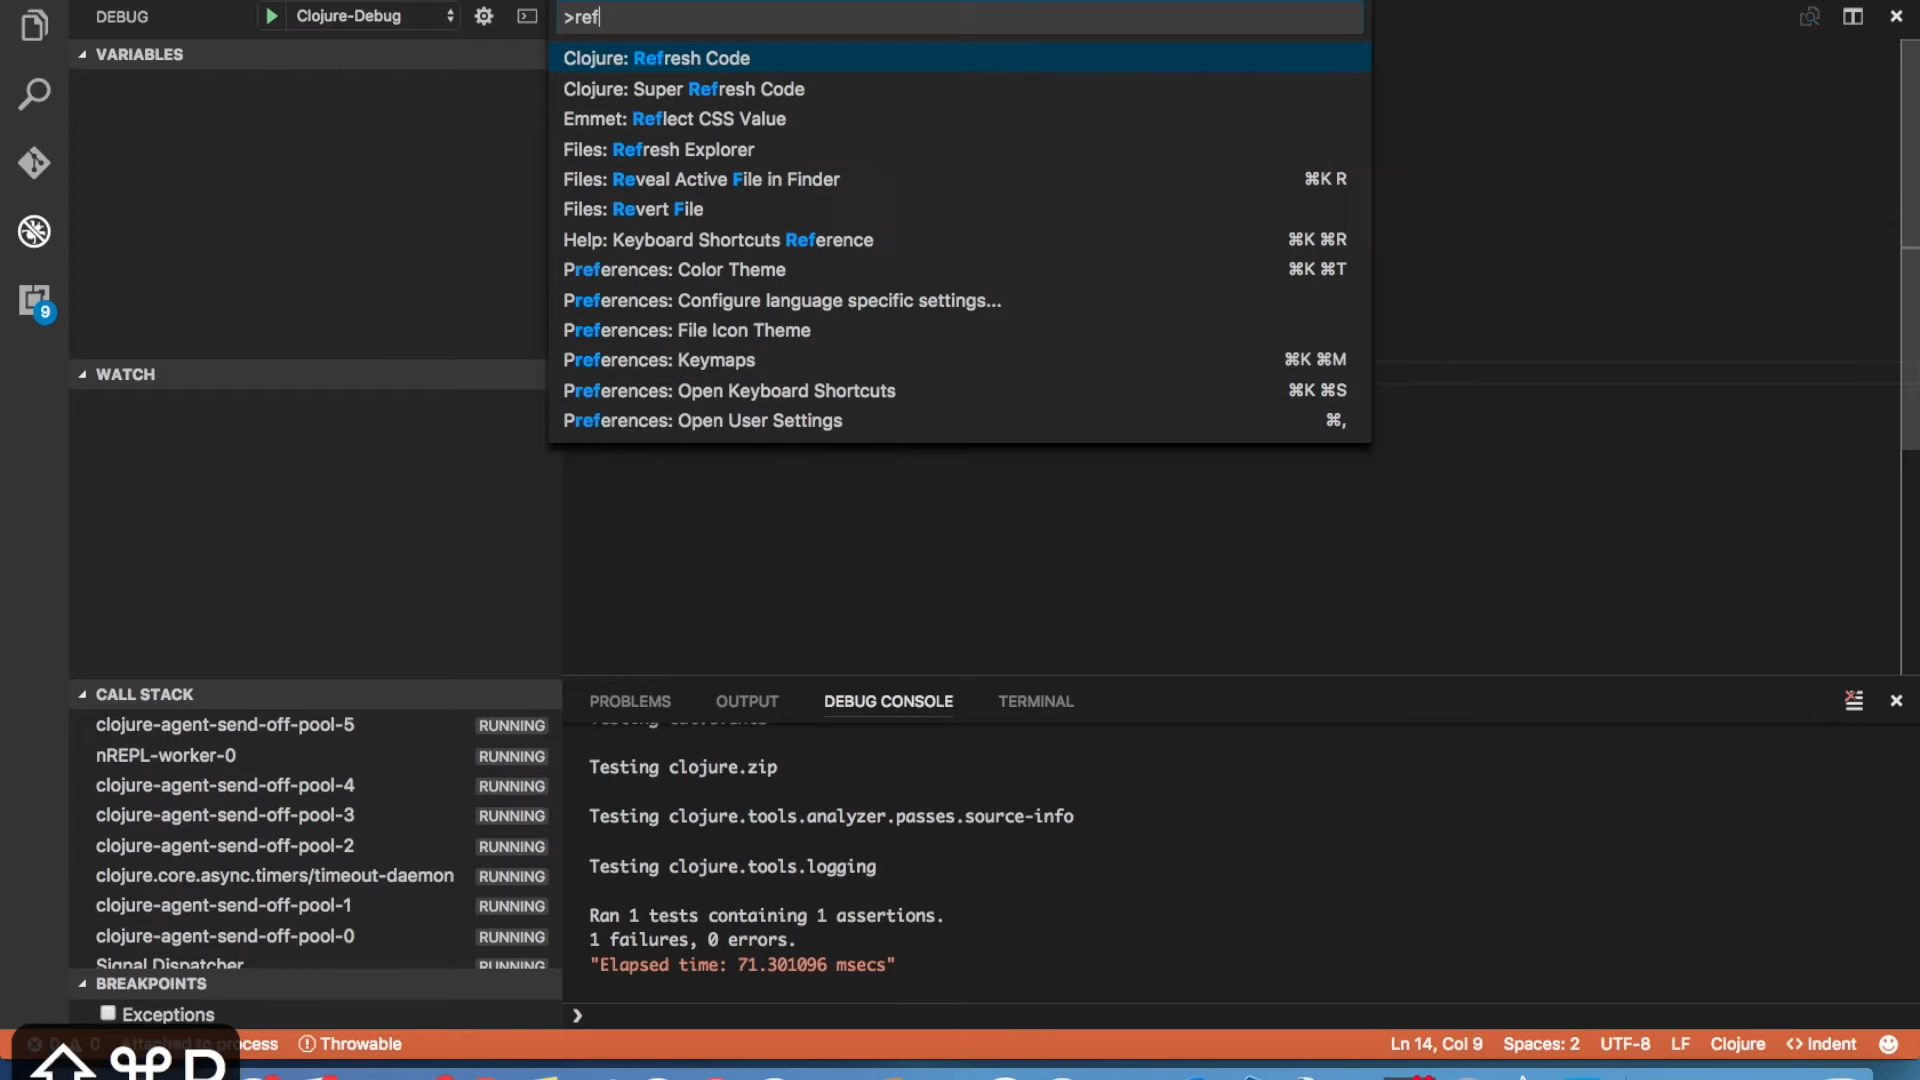 DEBUG
Clojure-Debug
>ref
VARIABLES
Clojure: Refresh Code
Clojure: Super Refresh Code
Emmet: Reflect CSS Value
Files: Refresh Explorer
Files: Reveal Active File in Finder ⌘K R
Files: Revert File
Help: Keyboard Shortcuts Reference ⌘K ⌘R
Preferences: Color Theme ⌘K ⌘T
Preferences: Configure language specific settings...
Preferences: File Icon Theme
Preferences: Keymaps ⌘K ⌘M
Preferences: Open Keyboard Shortcuts ⌘K ⌘S
Preferences: Open User Settings ⌘,
9
WATCH
CALL STACK
clojure-agent-send-off-pool-5 RUNNING
nREPL-worker-0 RUNNING
clojure-agent-send-off-pool-4 RUNNING
clojure-agent-send-off-pool-3 RUNNING
clojure-agent-send-off-pool-2 RUNNING
clojure.core.async.timers/timeout-daemon RUNNING
clojure-agent-send-off-pool-1 RUNNING
clojure-agent-send-off-pool-0 RUNNING
Signal Dispatcher RUNNING
BREAKPOINTS
Exceptions
PROBLEMS OUTPUT DEBUG CONSOLE TERMINAL
Testing clojure.zip
Testing clojure.tools.analyzer.passes.source-info
Testing clojure.tools.logging
Ran 1 tests containing 1 assertions.
1 failures, 0 errors.
"Elapsed time: 71.301096 msecs"
❯
0 0 Attached to process Throwable
Ln 14, Col 9 Spaces: 2 UTF-8 LF Clojure <> Indent
⇧⌘P